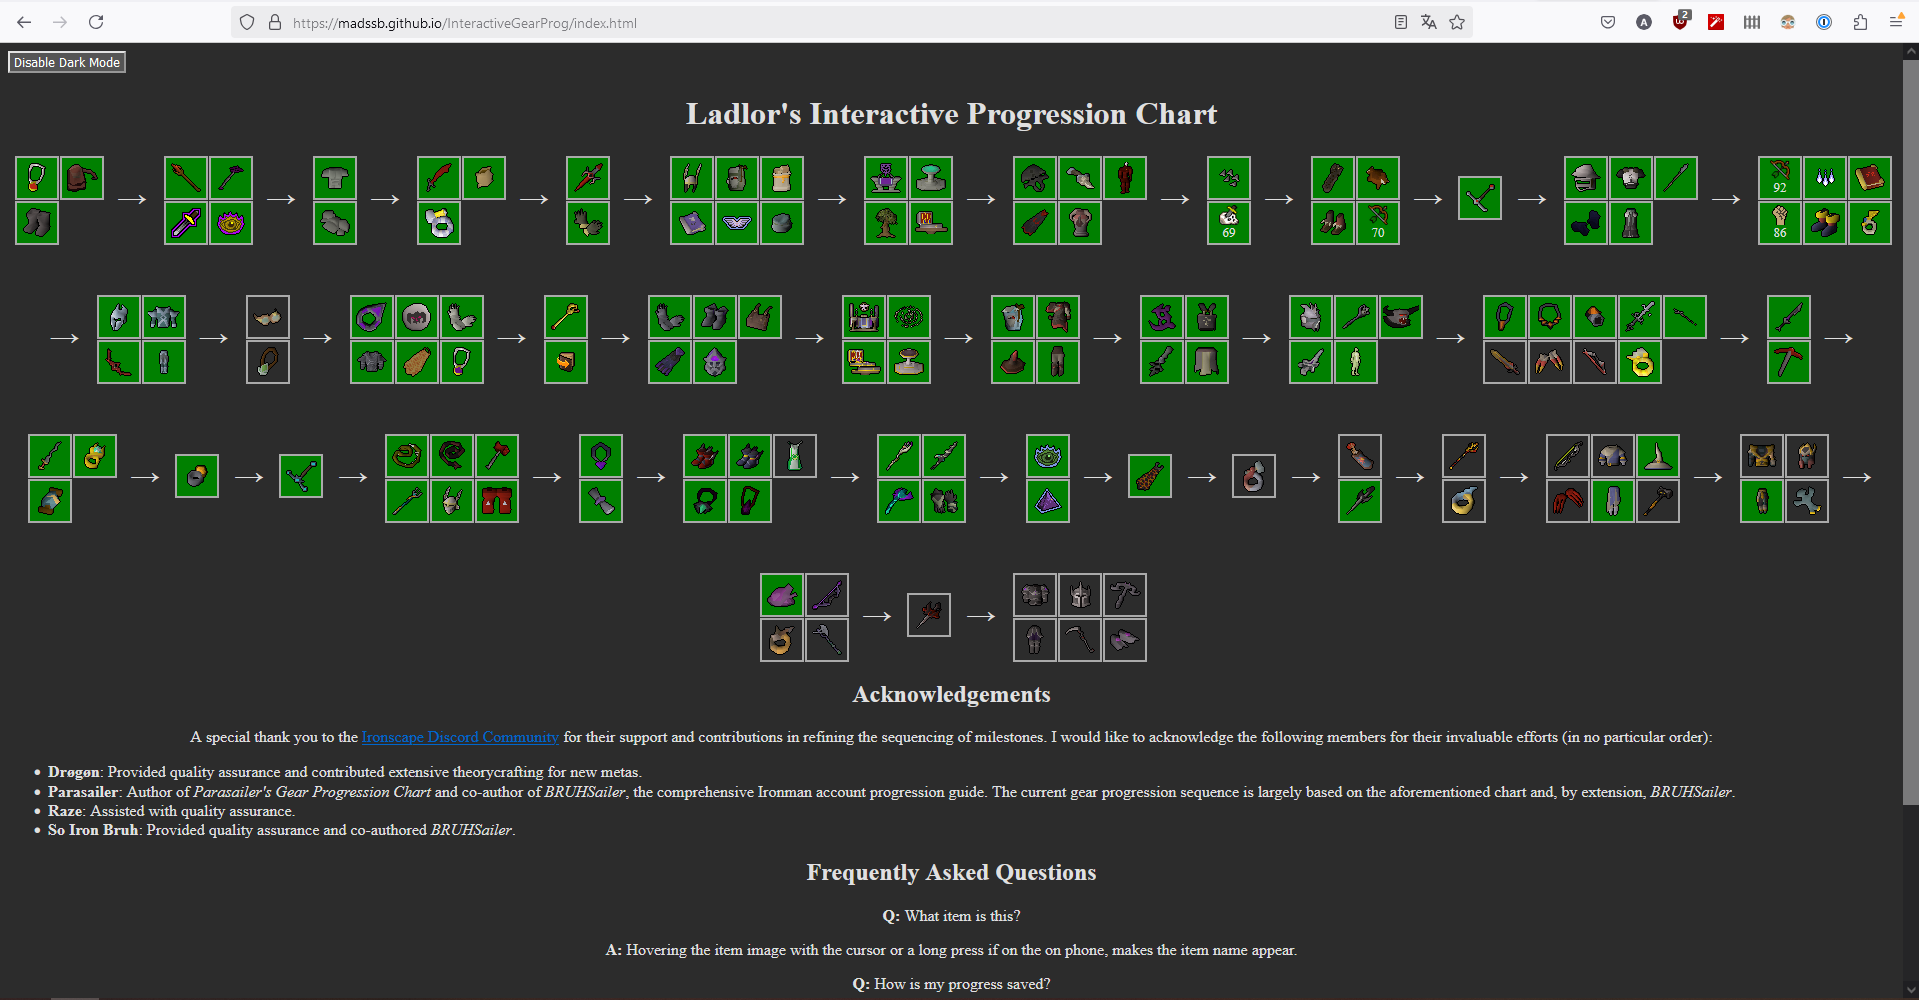 https://madssb.github.io/InteractiveGearProg/index.html
2
Disable Dark Mode
Ladlor's Interactive Progression Chart
92
69
70
86
Acknowledgements
A special thank you to the Ironscape Discord Community for their support and contributions in refining the sequencing of milestones. I would like to acknowledge the following members for their invaluable efforts (in no particular order):
• Drøgøn: Provided quality assurance and contributed extensive theorycrafting for new metas.
• Parasailer: Author of Parasailer's Gear Progression Chart and co-author of BRUHSailer, the comprehensive Ironman account progression guide. The current gear progression sequence is largely based on the aforementioned chart and, by extension, BRUHSailer.
• Raze: Assisted with quality assurance.
• So Iron Bruh: Provided quality assurance and co-authored BRUHSailer.
Frequently Asked Questions
Q: What item is this?
A: Hovering the item image with the cursor or a long press if on the on phone, makes the item name appear.
Q: How is my progress saved?